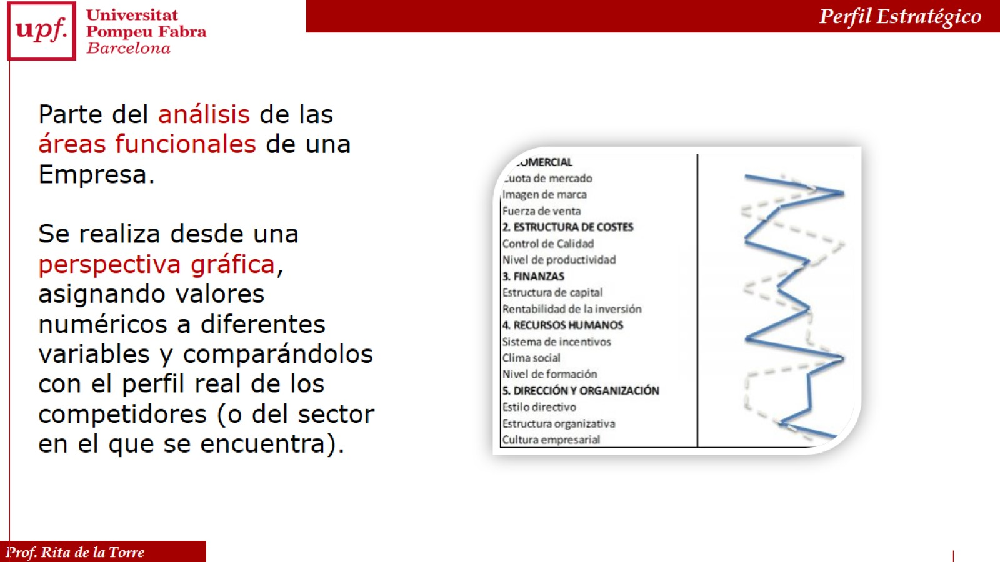 upf.
Universitat
Pompeu Fabra
Barcelona
Perfil Estratégico
Parte del análisis de las
áreas funcionales de una
Empresa.
Se realiza desde una
perspectiva gráfica,
asignando valores
numéricos a diferentes
variables y comparándolos
con el perfil real de los
competidores (o del sector
en el que se encuentra).
COMERCIAL
Cuota de mercado
Imagen de marca
Fuerza de venta
2. ESTRUCTURA DE COSTES
Control de Calidad
Nivel de productividad
3. FINANZAS
Estructura de capital
Rentabilidad de la inversión
4. RECURSOS HUMANOS
Sistema de incentivos
Clima social
Nivel de formación
5. DIRECCIÓN Y ORGANIZACIÓN
Estilo directivo
Estructura organizativa
Cultura empresarial
Prof. Rita de la Torre